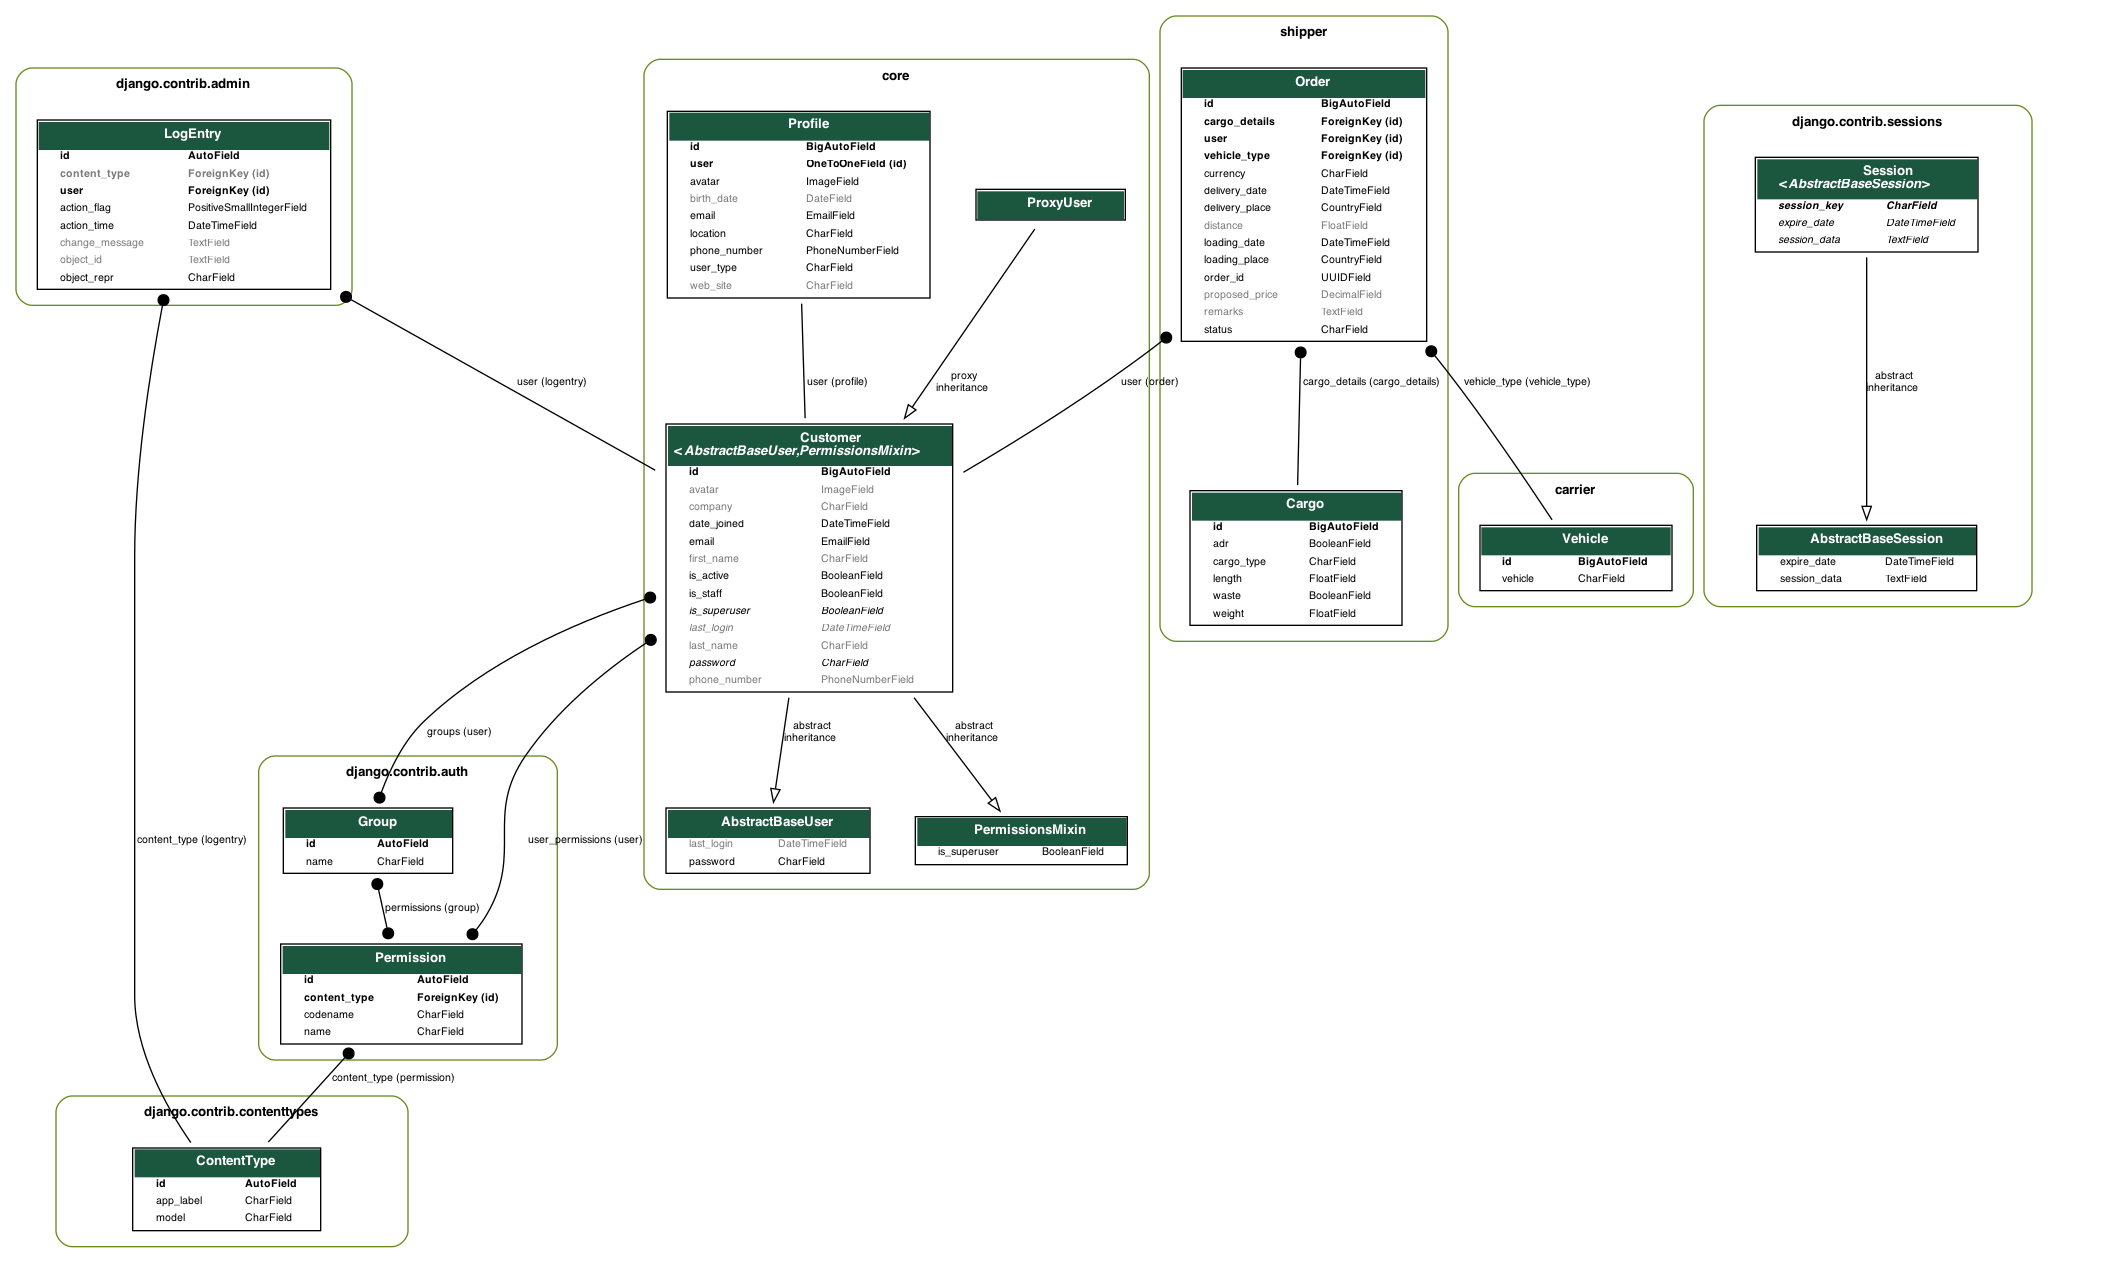 django.contrib.admin
LogEntry
id AutoField
content_type ForeignKey (id)
user ForeignKey (id)
action_flag PositiveSmallIntegerField
action_time DateTimeField
change_message TextField
object_id TextField
object_repr CharField
core
Profile
id BigAutoField
user OneToOneField (id)
avatar ImageField
birth_date DateField
email EmailField
location CharField
phone_number PhoneNumberField
user_type CharField
web_site CharField
ProxyUser
shipper
Order
id BigAutoField
cargo_details ForeignKey (id)
user ForeignKey (id)
vehicle_type ForeignKey (id)
currency CharField
delivery_date DateTimeField
delivery_place CountryField
distance FloatField
loading_date DateTimeField
loading_place CountryField
order_id UUIDField
proposed_price DecimalField
remarks TextField
status CharField
django.contrib.sessions
Session
<AbstractBaseSession>
session_key CharField
expire_date DateTimeField
session_data TextField
user (logentry)
user (profile)
proxy
inheritance
user (order)
cargo_details (cargo_details)
vehicle_type (vehicle_type)
abstract
inheritance
Customer
<AbstractBaseUser,PermissionsMixin>
id BigAutoField
avatar ImageField
company CharField
date_joined DateTimeField
email EmailField
first_name CharField
is_active BooleanField
is_staff BooleanField
is_superuser BooleanField
last_login DateTimeField
last_name CharField
password CharField
phone_number PhoneNumberField
Cargo
id BigAutoField
adr BooleanField
cargo_type CharField
length FloatField
waste BooleanField
weight FloatField
carrier
Vehicle
id BigAutoField
vehicle CharField
AbstractBaseSession
expire_date DateTimeField
session_data TextField
groups (user)
abstract
inheritance
abstract
inheritance
django.contrib.auth
Group
id AutoField
name CharField
content_type (logentry)
user_permissions (user)
AbstractBaseUser
last_login DateTimeField
password CharField
PermissionsMixin
is_superuser BooleanField
permissions (group)
Permission
id AutoField
content_type ForeignKey (id)
codename CharField
name CharField
content_type (permission)
django.contrib.contenttypes
ContentType
id AutoField
app_label CharField
model CharField